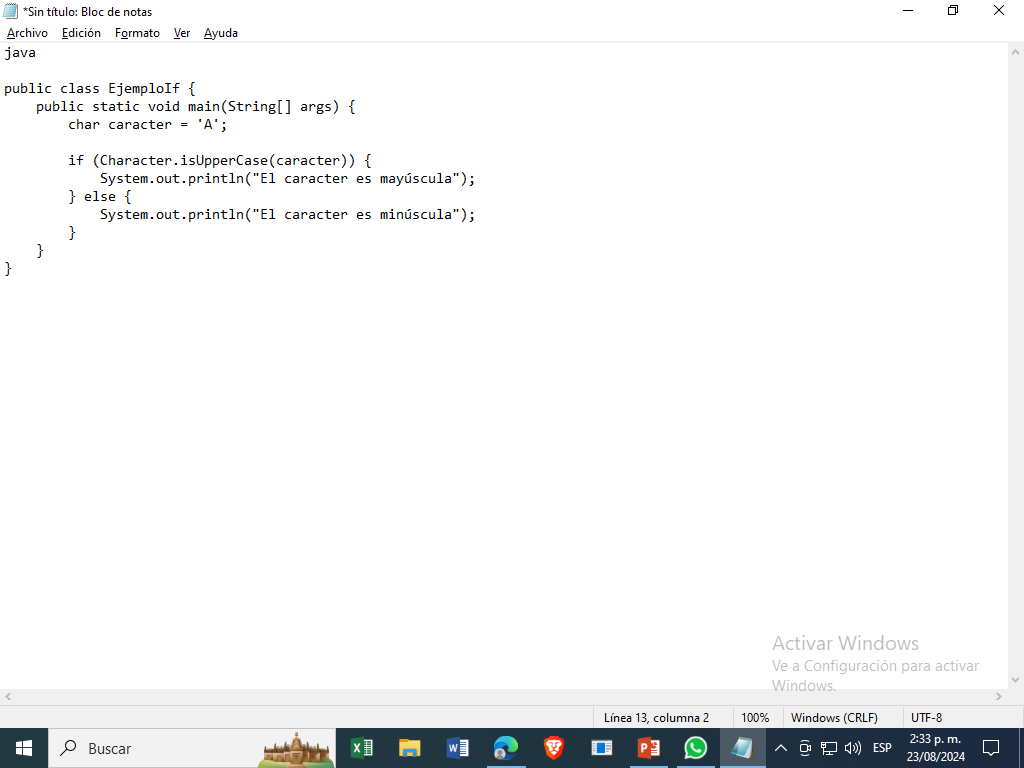 *Sin título: Bloc de notas
Archivo Edición Formato Ver Ayuda
java

public class EjemploIf {
    public static void main(String[] args) {
        char caracter = 'A';

        if (Character.isUpperCase(caracter)) {
            System.out.println("El caracter es mayúscula");
        } else {
            System.out.println("El caracter es minúscula");
        }
    }
}
Activar Windows
Ve a Configuración para activar
Windows.
Línea 13, columna 2 100% Windows (CRLF) UTF-8
Buscar ESP 2:33 p. m.
23/08/2024